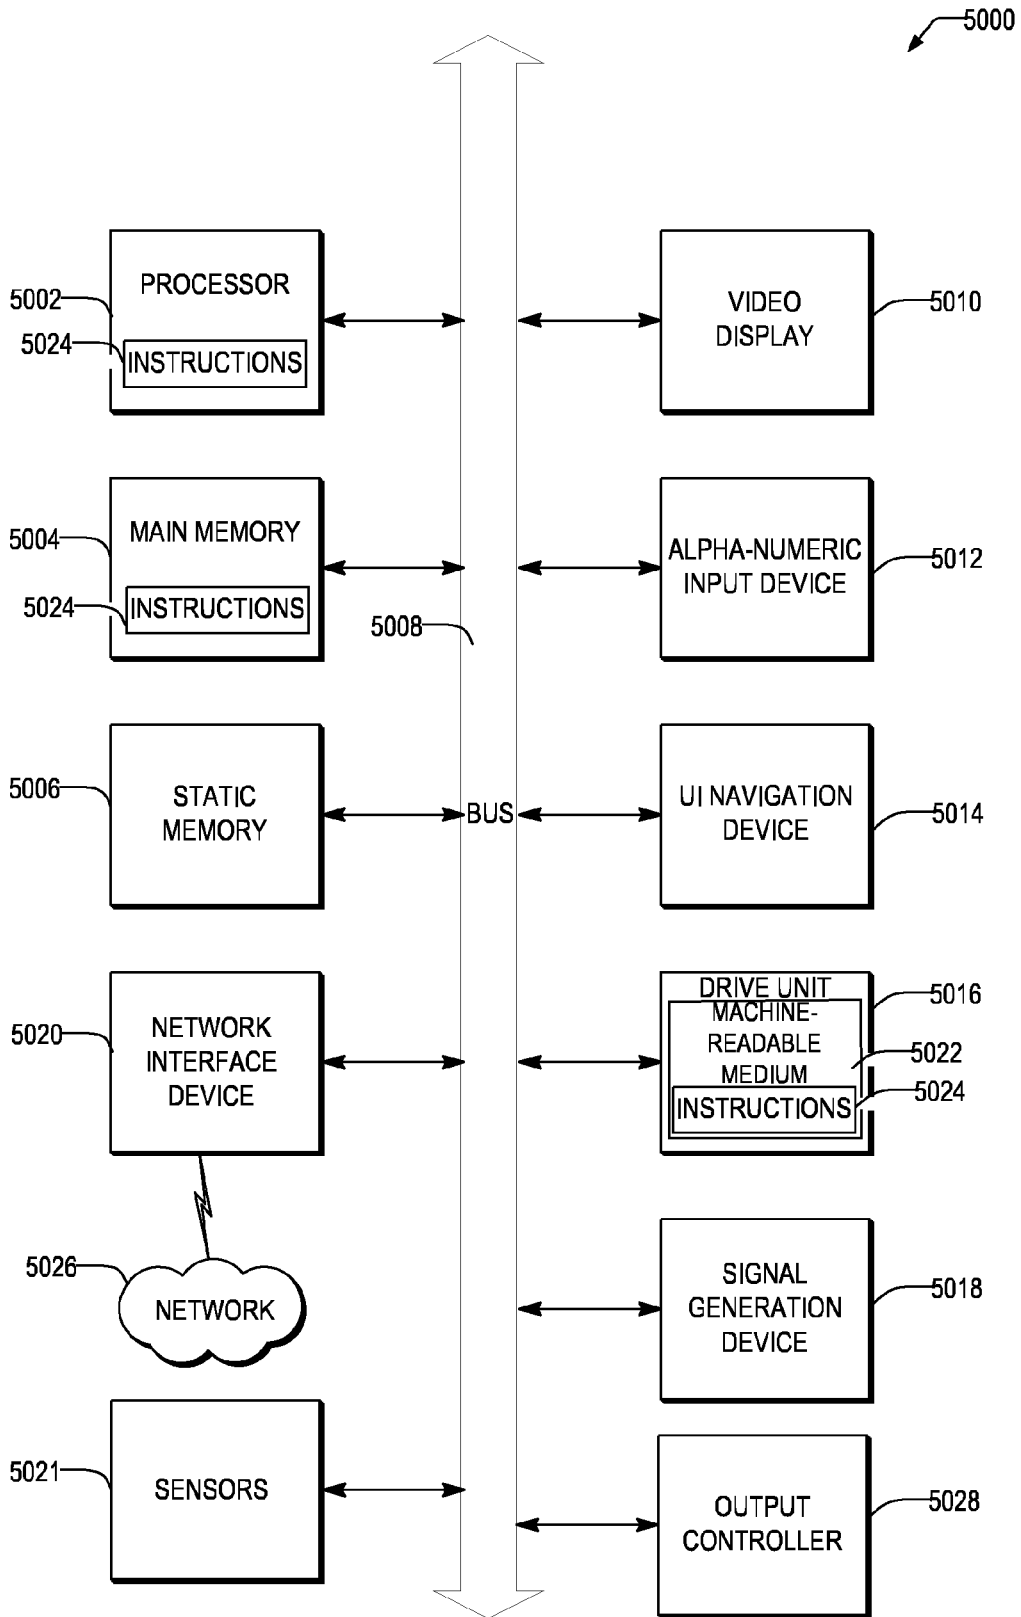 5000
PROCESSOR
5002
5024
INSTRUCTIONS
VIDEO
DISPLAY
5010
MAIN MEMORY
5004
5024
INSTRUCTIONS
5008
ALPHA-NUMERIC
INPUT DEVICE
5012
STATIC
MEMORY
5006
BUS
UI NAVIGATION
DEVICE
5014
NETWORK
INTERFACE
DEVICE
5020
DRIVE UNIT
5016
MACHINE-
READABLE
MEDIUM
5022
INSTRUCTIONS
5024
5026
NETWORK
SIGNAL
GENERATION
DEVICE
5018
5021
SENSORS
OUTPUT
CONTROLLER
5028